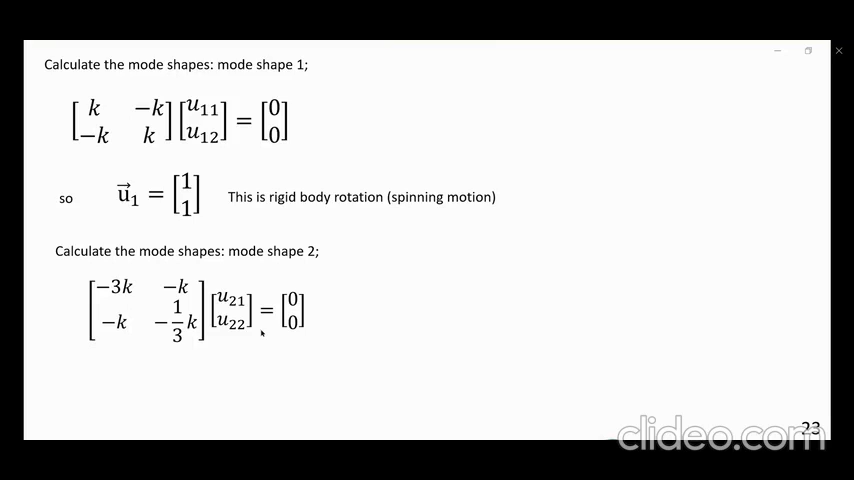 Calculate the mode shapes: mode shape 1;
[k −k; −k k] [u₁₁; u₁₂] = [0; 0]
so u⃗₁ = [1; 1] This is rigid body rotation (spinning motion)
Calculate the mode shapes: mode shape 2;
[−3k −k; −k −1/3 k] [u₂₁; u₂₂] = [0; 0]
23
clideo.com